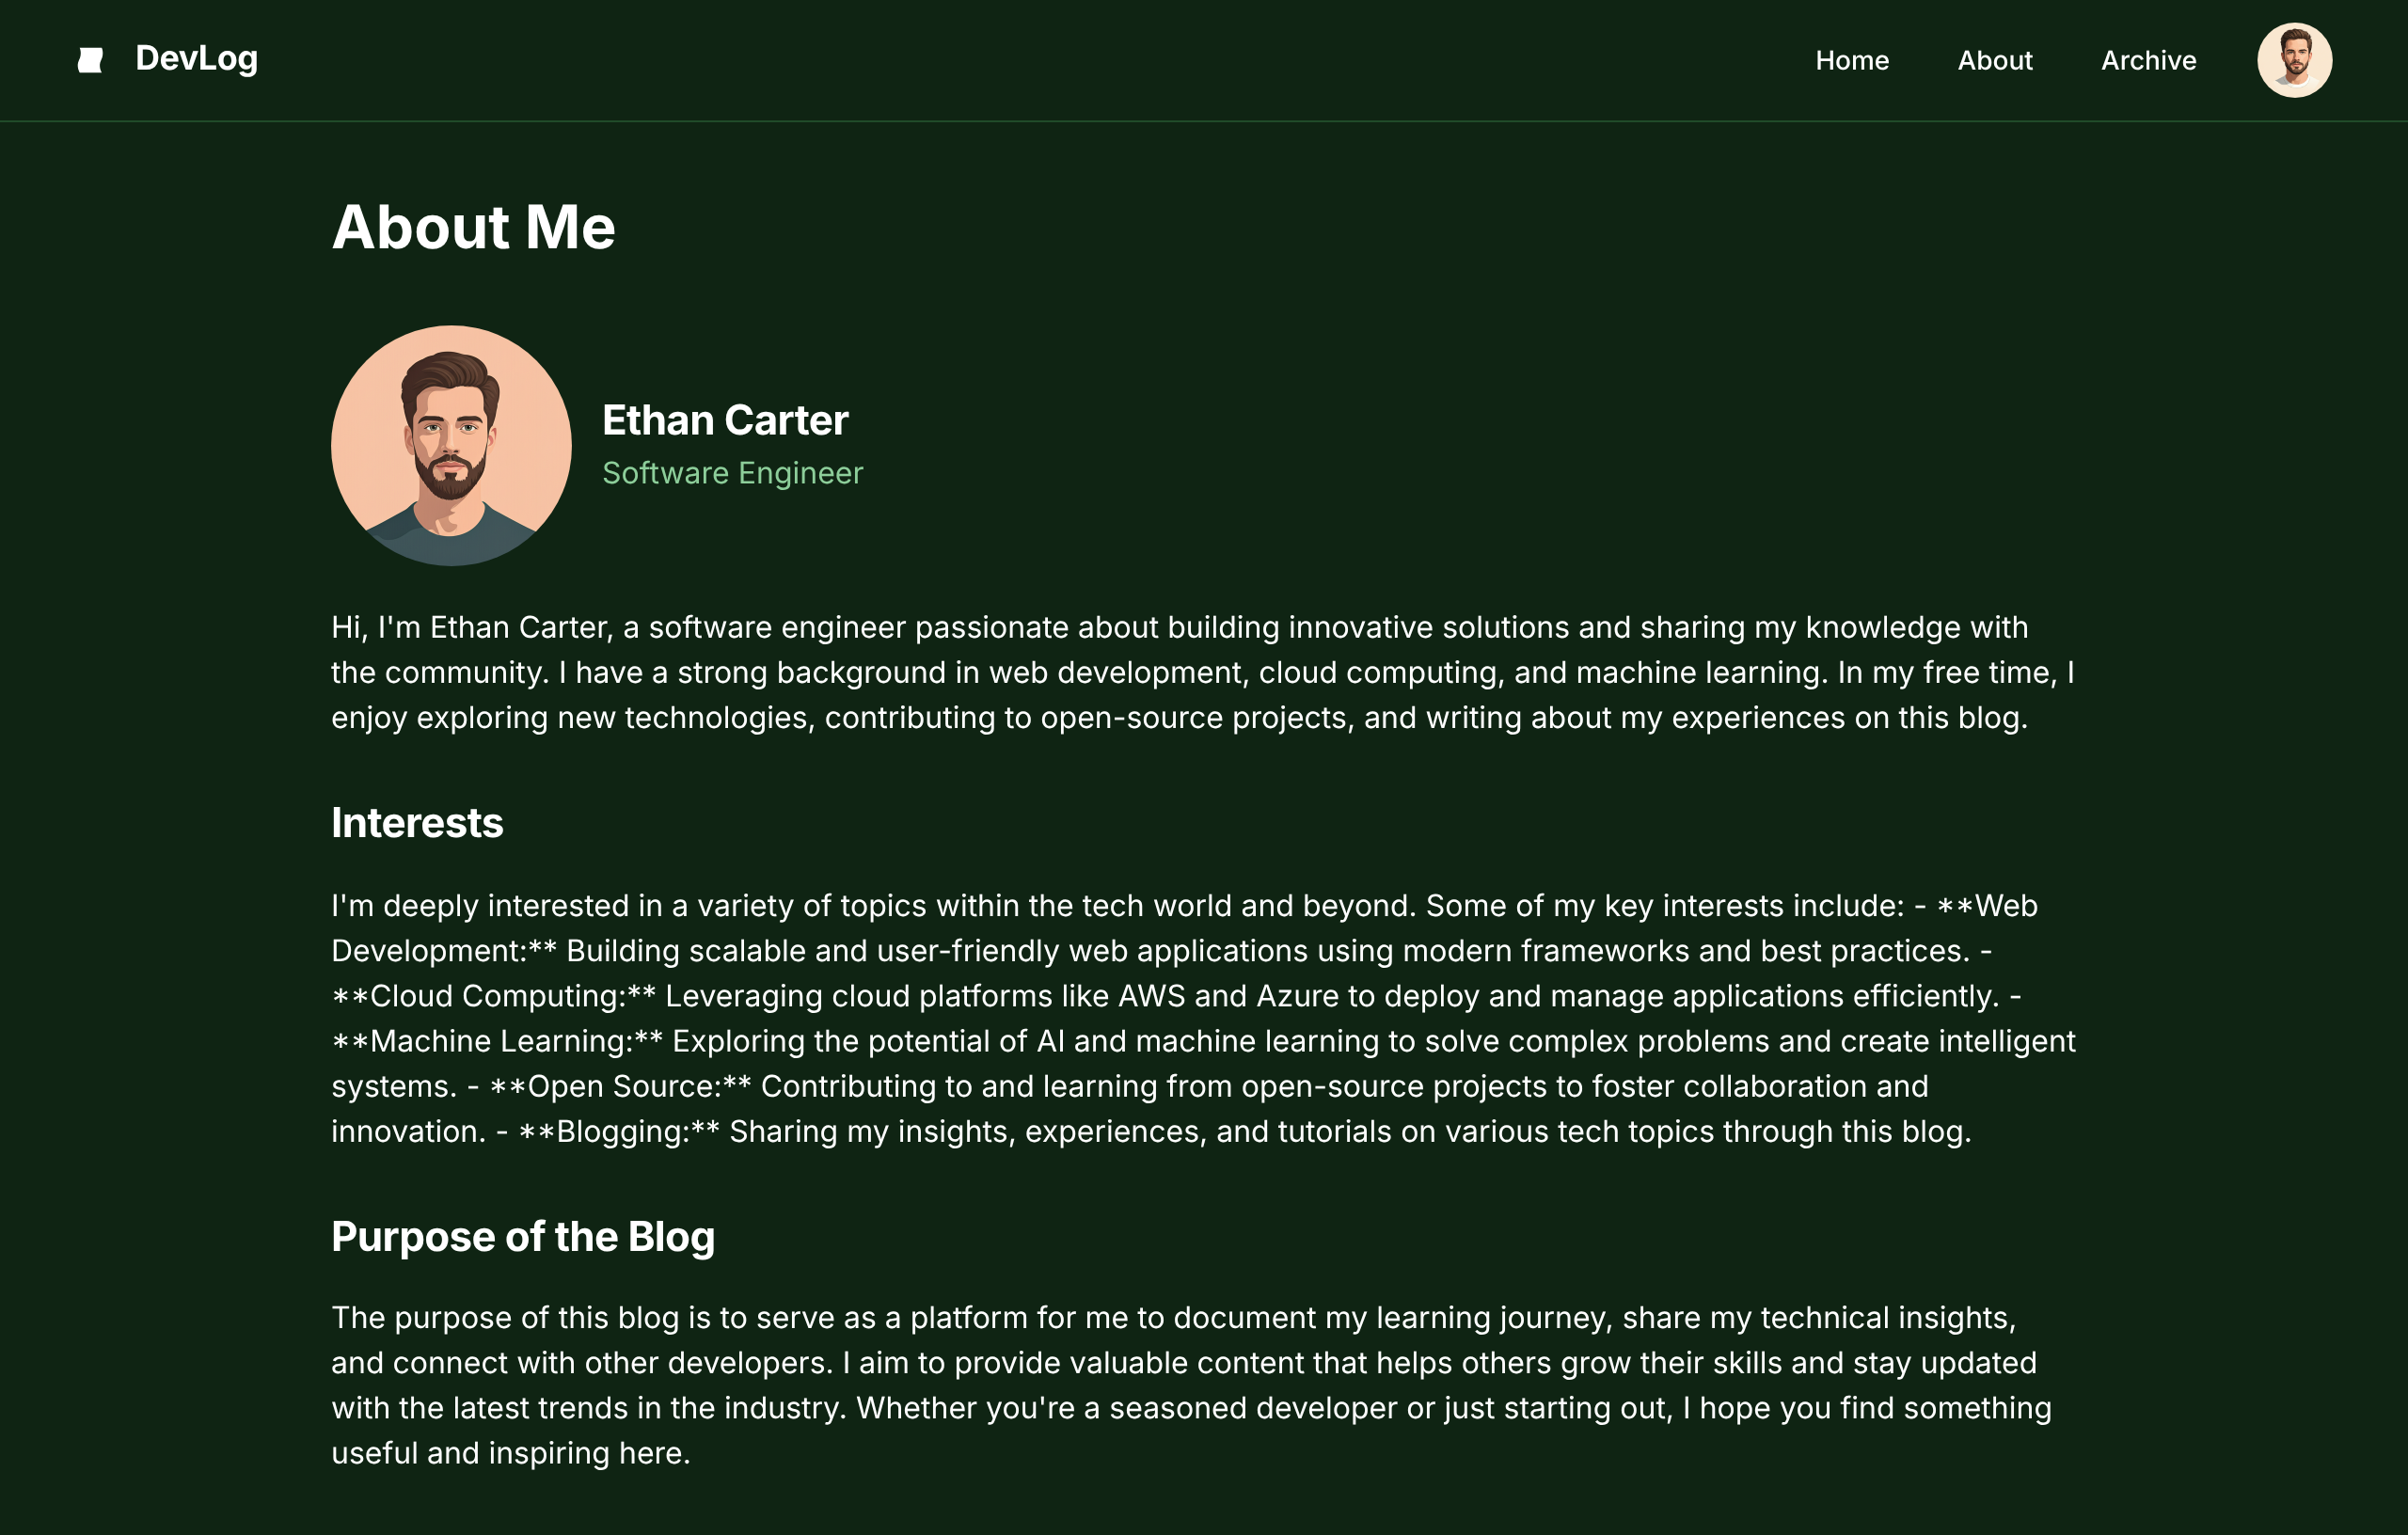 DevLog
Home
About
Archive
About Me
Ethan Carter
Software Engineer
Hi, I'm Ethan Carter, a software engineer passionate about building innovative solutions and sharing my knowledge with
the community. I have a strong background in web development, cloud computing, and machine learning. In my free time, I
enjoy exploring new technologies, contributing to open-source projects, and writing about my experiences on this blog.
Interests
I'm deeply interested in a variety of topics within the tech world and beyond. Some of my key interests include: - **Web
Development:** Building scalable and user-friendly web applications using modern frameworks and best practices. -
**Cloud Computing:** Leveraging cloud platforms like AWS and Azure to deploy and manage applications efficiently. -
**Machine Learning:** Exploring the potential of AI and machine learning to solve complex problems and create intelligent
systems. - **Open Source:** Contributing to and learning from open-source projects to foster collaboration and
innovation. - **Blogging:** Sharing my insights, experiences, and tutorials on various tech topics through this blog.
Purpose of the Blog
The purpose of this blog is to serve as a platform for me to document my learning journey, share my technical insights,
and connect with other developers. I aim to provide valuable content that helps others grow their skills and stay updated
with the latest trends in the industry. Whether you're a seasoned developer or just starting out, I hope you find something
useful and inspiring here.